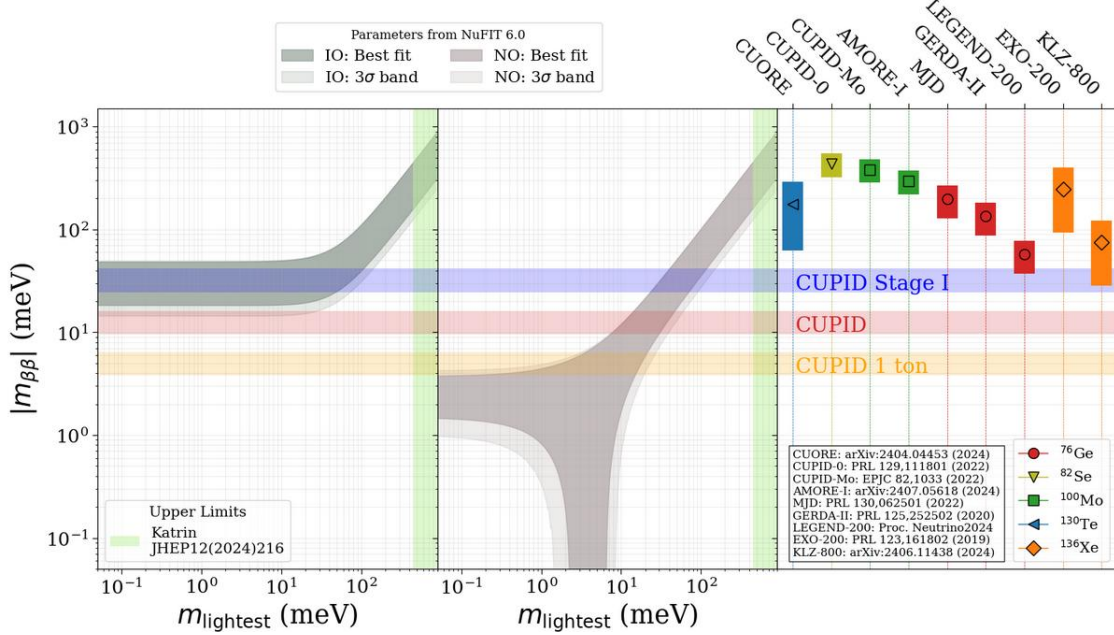 Parameters from NuFIT 6.0
IO: Best fit
NO: Best fit
IO: 3σ band
NO: 3σ band
CUORE
CUPID-0
CUPID-Mo
AMORE-I
MJD
GERDA-II
LEGEND-200
EXO-200
KLZ-800
|m_ββ| (meV)
10³
10²
10¹
10⁰
10⁻¹
CUPID Stage I
CUPID
CUPID 1 ton
Upper Limits
Katrin
JHEP12(2024)216
CUORE: arXiv:2404.04453 (2024)
CUPID-0: PRL 129,111801 (2022)
CUPID-Mo: EPJC 82,1033 (2022)
AMORE-I: arXiv:2407.05618 (2024)
MJD: PRL 130,062501 (2022)
GERDA-II: PRL 125,252502 (2020)
LEGEND-200: Proc. Neutrino2024
EXO-200: PRL 123,161802 (2019)
KLZ-800: arXiv:2406.11438 (2024)
⁷⁶Ge
⁸²Se
¹⁰⁰Mo
¹³⁰Te
¹³⁶Xe
10⁻¹ 10⁰ 10¹ 10² 10⁻¹ 10⁰ 10¹ 10²
m_lightest (meV) m_lightest (meV)